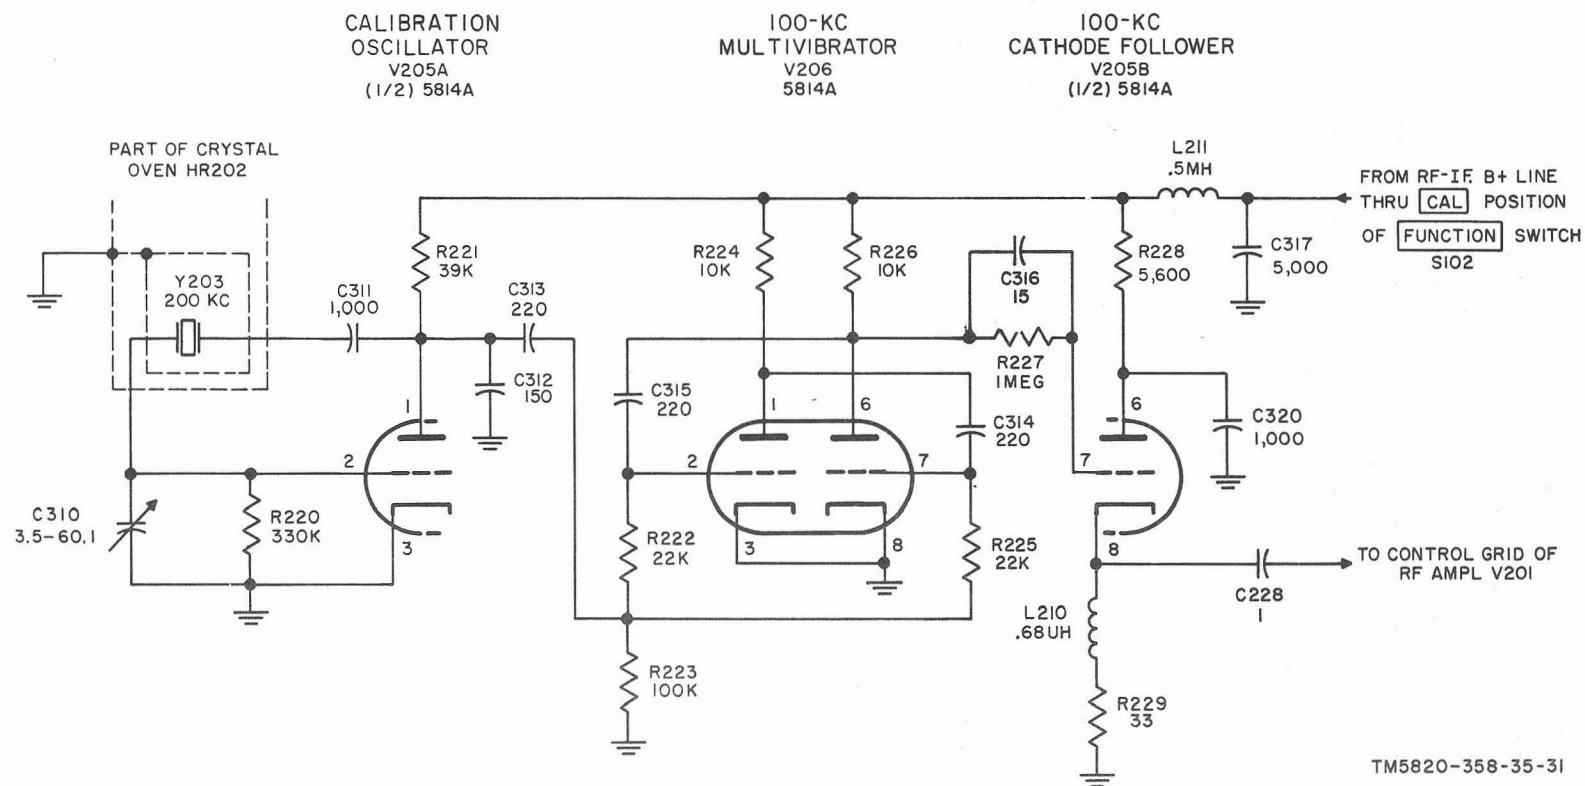 CALIBRATION
OSCILLATOR
V205A
(1/2) 5814A
100-KC
MULTIVIBRATOR
V206
5814A
100-KC
CATHODE FOLLOWER
V205B
(1/2) 5814A
PART OF CRYSTAL
OVEN HR202
L211
.5MH
FROM RF-IF. B+ LINE
THRU CAL POSITION
OF FUNCTION SWITCH
S102
Y203
200 KC
C311
1,000
R221
39K
C313
220
R224
10K
R226
10K
C316
15
R228
5,600
C317
5,000
C312
150
R227
1MEG
C315
220
C314
220
C320
1,000
1
2
3
1
6
2
7
3
8
6
7
8
C310
3.5-60.1
R220
330K
R222
22K
R225
22K
TO CONTROL GRID OF
RF AMPL V201
C228
1
L210
.68UH
R223
100K
R229
33
TM5820-358-35-31